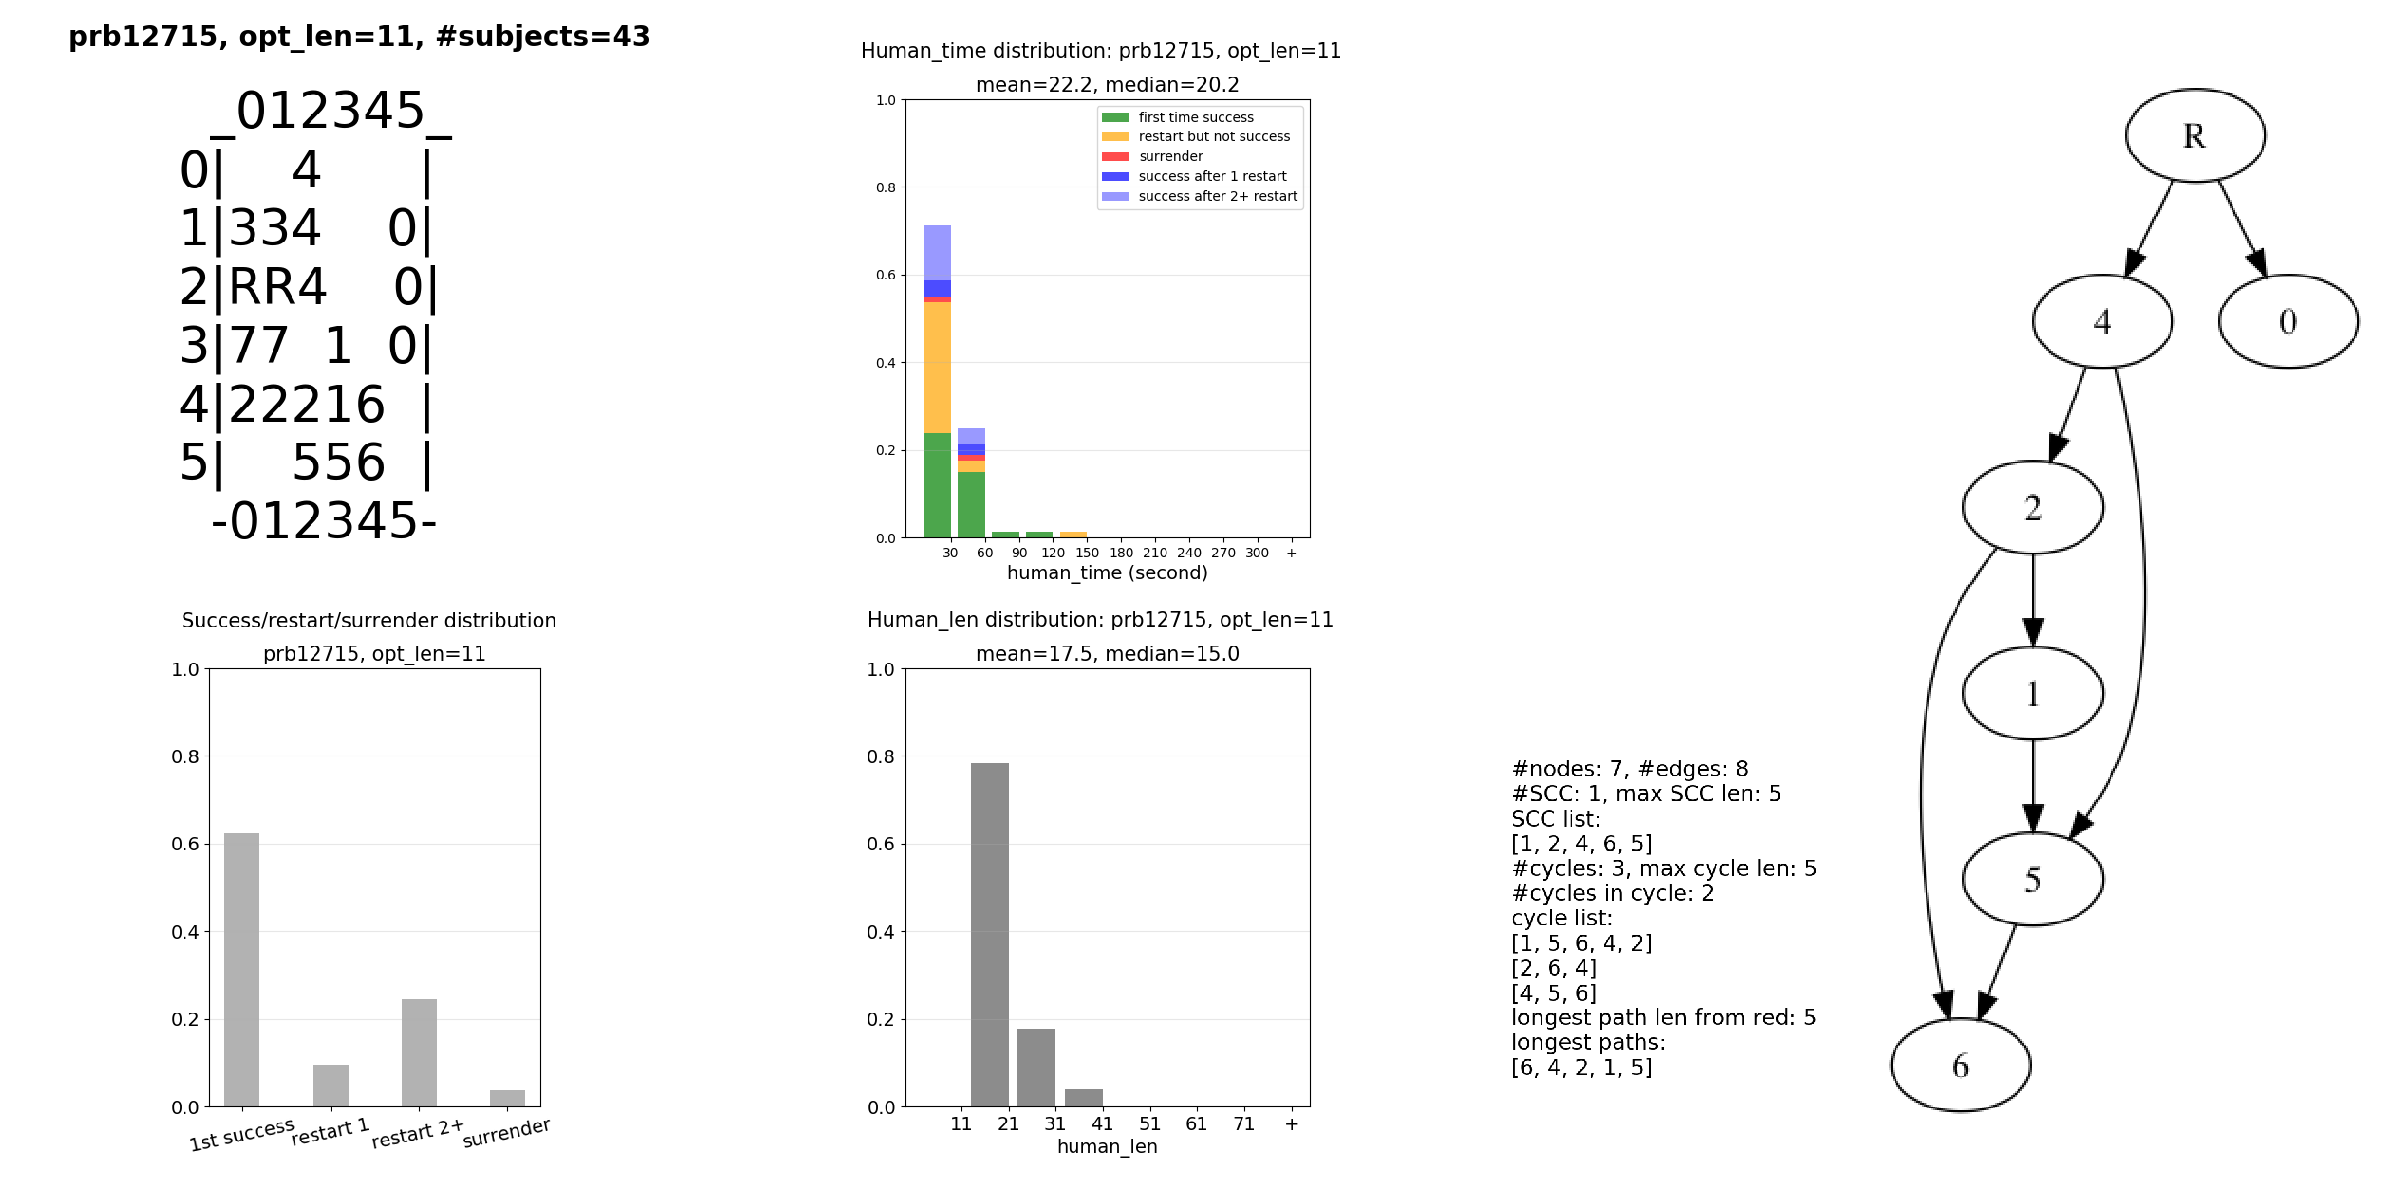 prb12715, opt_len=11, #subjects=43
_012345_
0|  4   |
1|334  0|
2|RR4  0|
3|77 1 0|
4|22216 |
5|  556 |
-012345-
Human_time distribution: prb12715, opt_len=11
mean=22.2, median=20.2
1.0
0.8
0.6
0.4
0.2
0.0
first time success
restart but not success
surrender
success after 1 restart
success after 2+ restart
30 60 90 120 150 180 210 240 270 300 +
human_time (second)
Success/restart/surrender distribution
prb12715, opt_len=11
1.0
0.8
0.6
0.4
0.2
0.0
1st success restart 1 restart 2+ surrender
Human_len distribution: prb12715, opt_len=11
mean=17.5, median=15.0
1.0
0.8
0.6
0.4
0.2
0.0
11 21 31 41 51 61 71 +
human_len
#nodes: 7, #edges: 8
#SCC: 1, max SCC len: 5
SCC list:
[1, 2, 4, 6, 5]
#cycles: 3, max cycle len: 5
#cycles in cycle: 2
cycle list:
[1, 5, 6, 4, 2]
[2, 6, 4]
[4, 5, 6]
longest path len from red: 5
longest paths:
[6, 4, 2, 1, 5]
R
4 0
2
1
5
6